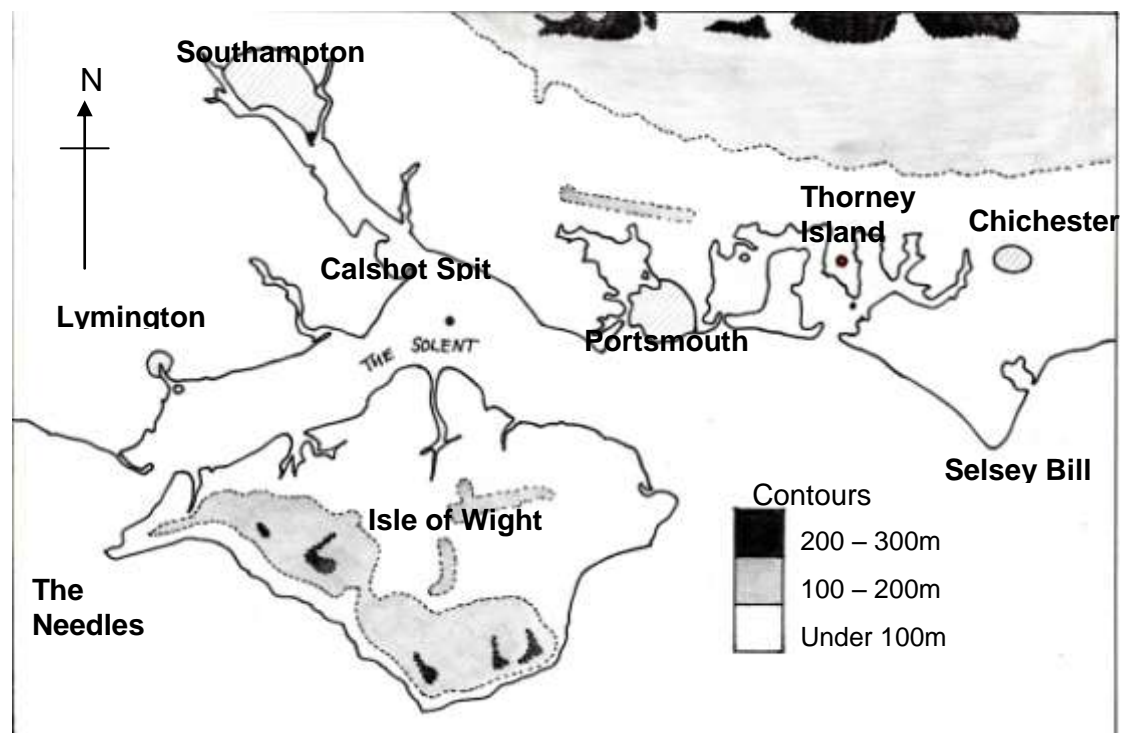 Southampton
N
Thorney
Island
Chichester
Calshot Spit
Lymington
Portsmouth
THE SOLENT
Selsey Bill
Contours
Isle of Wight
200 – 300m
100 – 200m
Under 100m
The
Needles